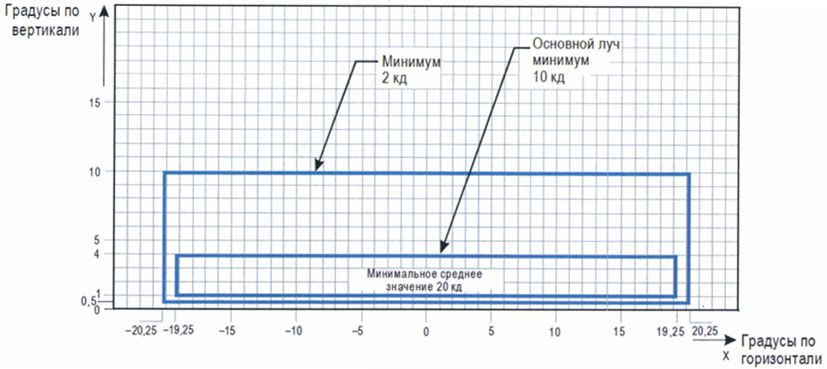 Градусы по
вертикали
Y
Минимум
2 кд
Основной луч
минимум
10 кд
15
10
5
4
Минимальное среднее
значение 20 кд
1
0,5
0
–20,25
–19,25
–15
–10
–5
0
5
10
15
19,25
20,25
X
Градусы по
горизонтали